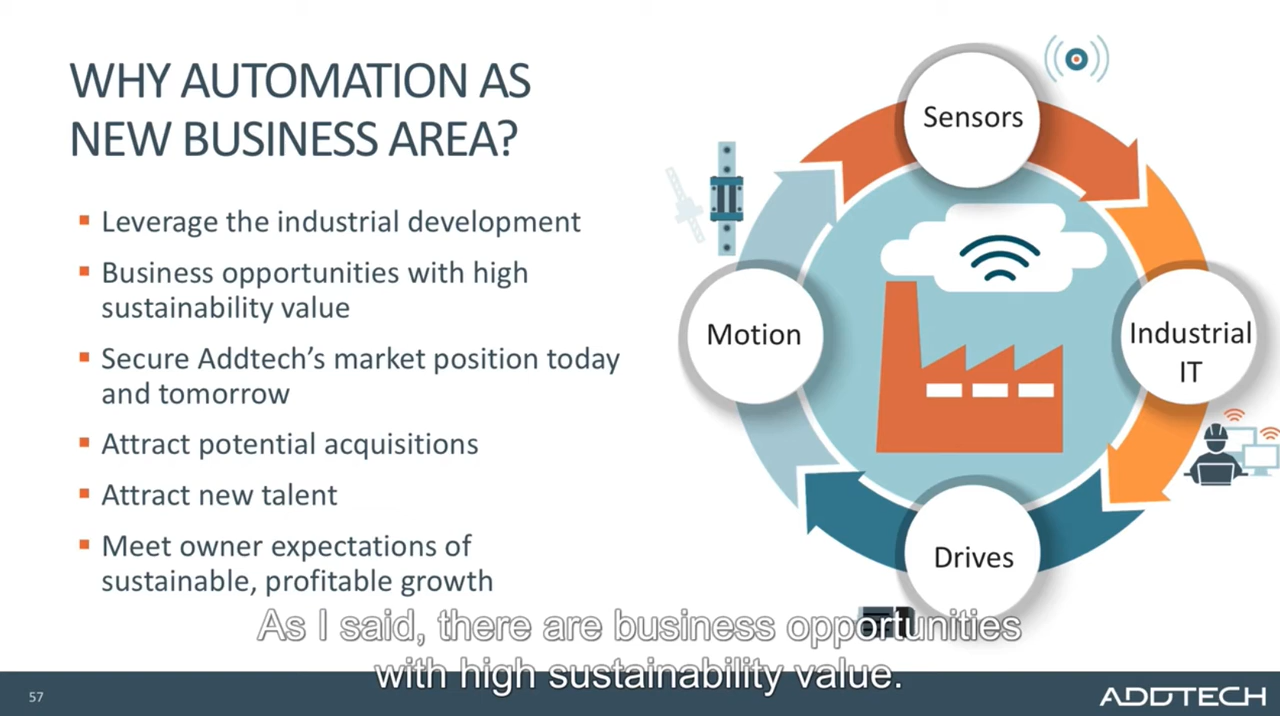 WHY AUTOMATION AS
NEW BUSINESS AREA?
Leverage the industrial development
Business opportunities with high
sustainability value
Secure Addtech's market position today
and tomorrow
Attract potential acquisitions
Attract new talent
Meet owner expectations of
sustainable, profitable growth
Sensors
Industrial
IT
Drives
Motion
As I said, there are business opportunities
with high sustainability value.
57
ADDTECH